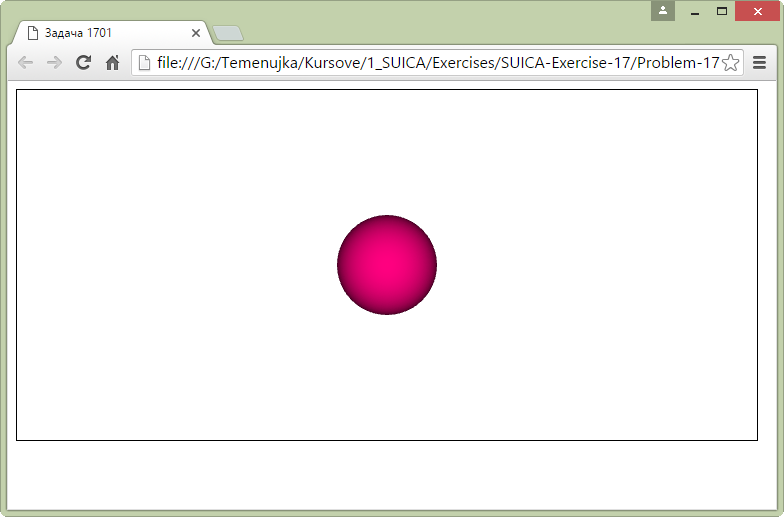 Задача 1701
file:///G:/Temenujka/Kursove/1_SUICA/Exercises/SUICA-Exercise-17/Problem-17